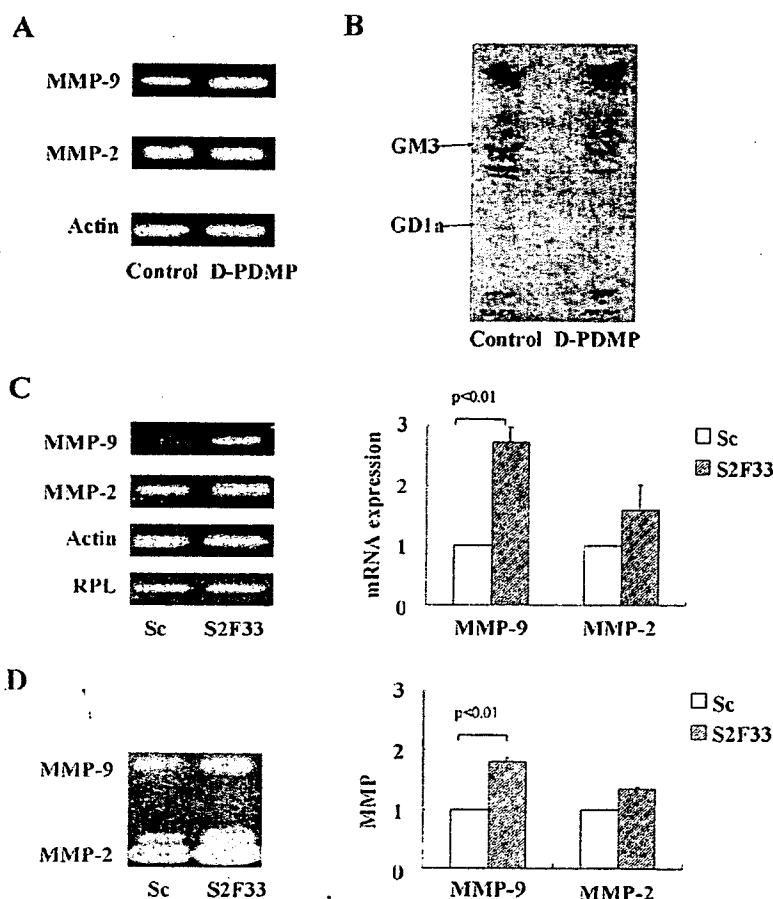 A
MMP-9
MMP-2
Actin
Control D-PDMP
B
GM3
GD1a
Control D-PDMP
C
MMP-9
MMP-2
Actin
RPL
Sc S2F33
mRNA expression
3
2
1
0
p<0.01
MMP-9 MMP-2
Sc
S2F33
D
MMP-9
MMP-2
Sc S2F33
MMP
3
2
1
0
p<0.01
MMP-9 MMP-2
Sc
S2F33